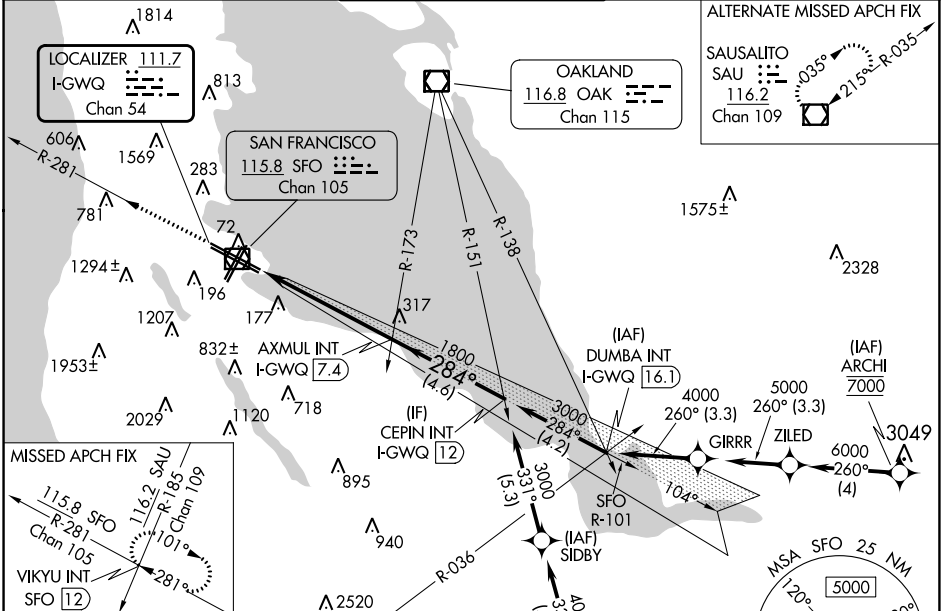 1814
ALTERNATE MISSED APCH FIX
LOCALIZER 111.7
I-GWQ
Chan 54
813
OAKLAND
116.8 OAK
Chan 115
SAUSALITO
SAU
116.2
Chan 109
035°
215°
R-035
606
R-281
1569
SAN FRANCISCO
115.8 SFO
Chan 105
283
781
72
R-173
R-151
R-138
1575±
1294±
196
2328
1207
177
317
1953±
832±
AXMUL INT
I-GWQ 7.4
1800
284°
(4.6)
(IAF)
DUMBA INT
I-GWQ 16.1
(IAF)
ARCHI
7000
2029
1120
718
(IF)
CEPIN INT
I-GWQ 12
3000
284°
(4.2)
4000
260° (3.3)
5000
260° (3.3)
GIRRR
ZILED
6000
260°
(4)
3049
MISSED APCH FIX
115.8 SFO
R-281
Chan 105
116.2 SAU
R-185
Chan 109
101°
281°
VIKYU INT
SFO 12
895
3000
331°
(5.3)
SFO
R-101
104°
940
(IAF)
SIDBY
R-036
2520
MSA SFO 25 NM
5000
120°